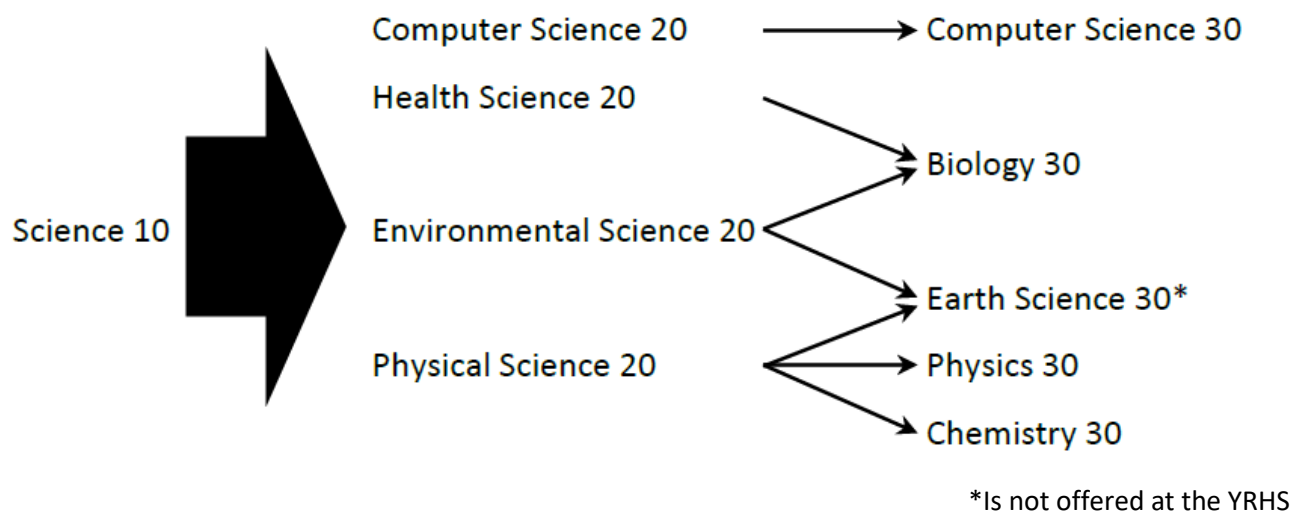 Computer Science 20
Computer Science 30
Health Science 20
Biology 30
Science 10
Environmental Science 20
Earth Science 30*
Physical Science 20
Physics 30
Chemistry 30
*Is not offered at the YRHS